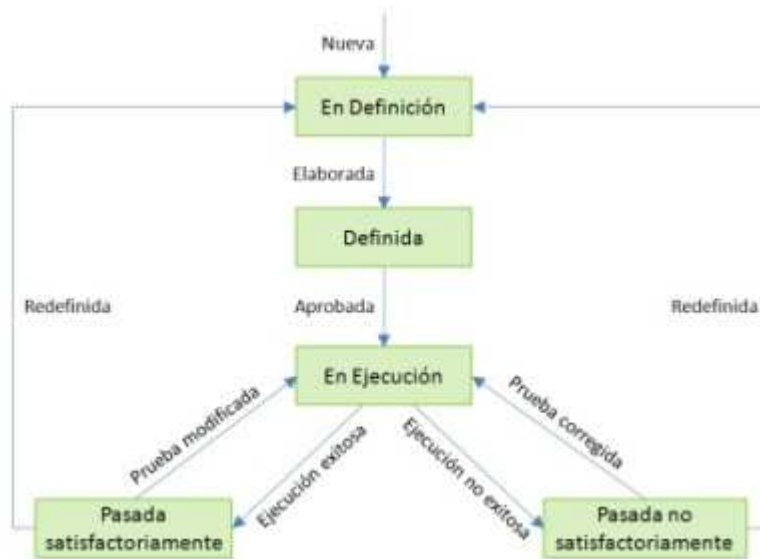 Nueva
En Definición
Elaborada
Definida
Redefinida
Aprobada
Redefinida
En Ejecución
Prueba modificada
Ejecución exitosa
Ejecución no exitosa
Prueba corregida
Pasada
satisfactoriamente
Pasada no
satisfactoriamente